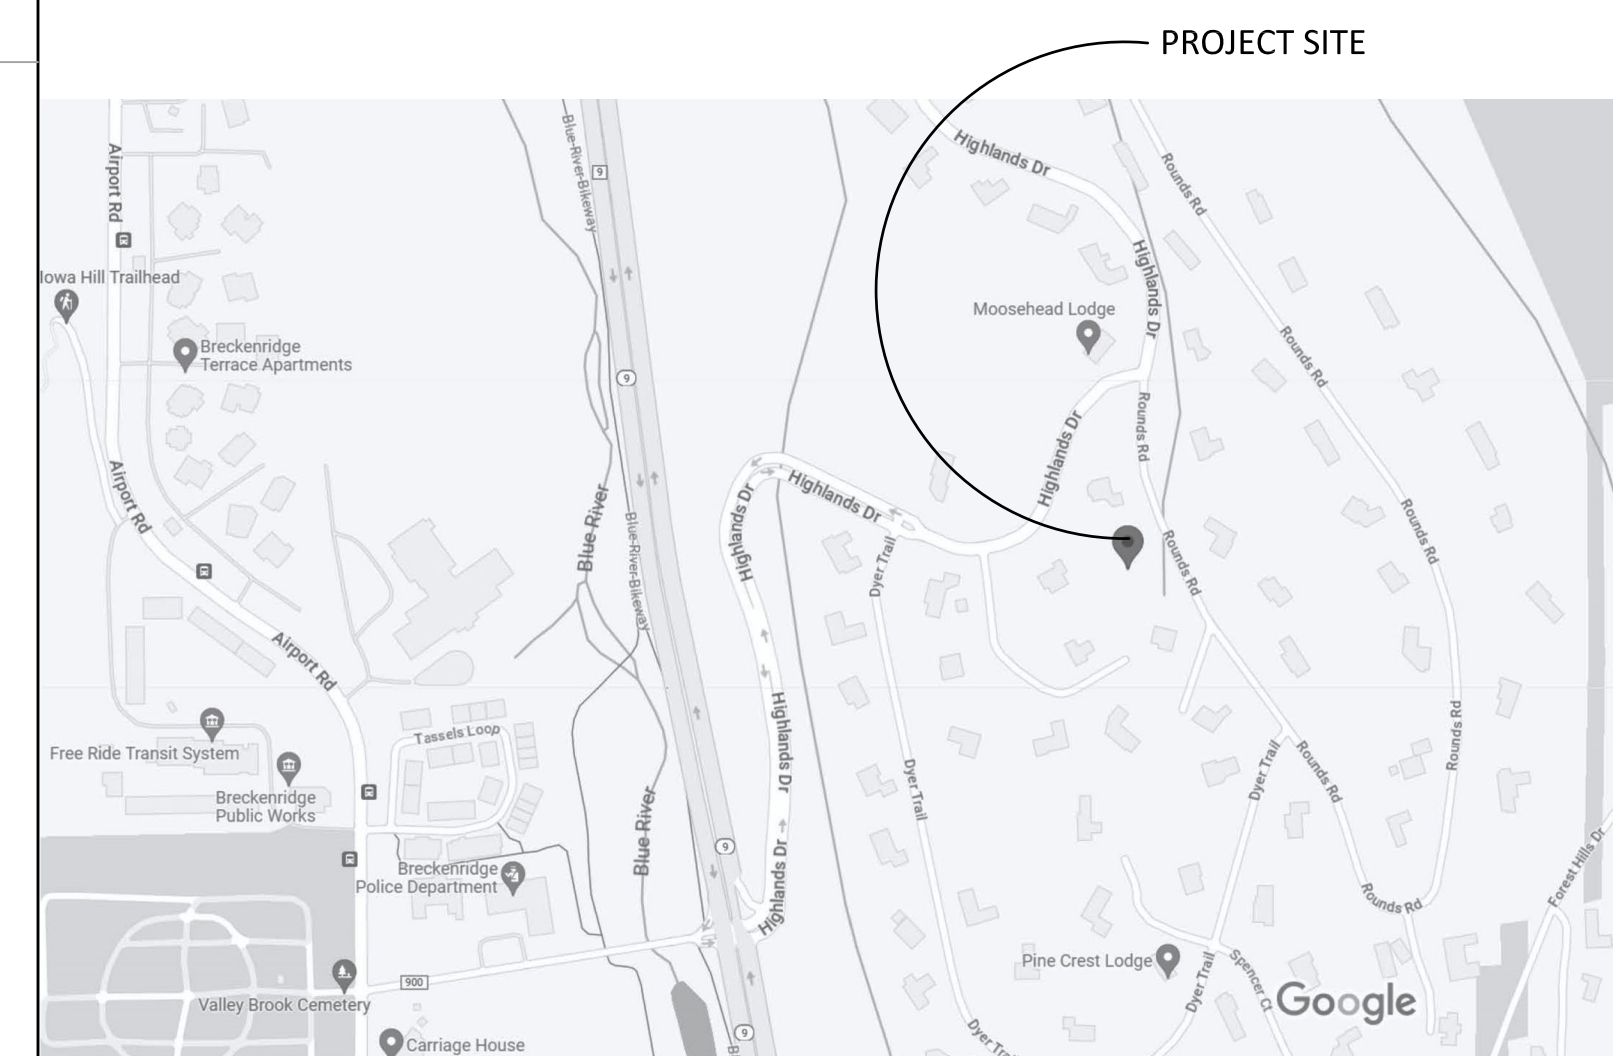 PROJECT SITE
Highlands Dr
Airport Rd
Blue-River-Bikeway
9
Rounds Rd
Highlands Dr
Iowa Hill Trailhead
Moosehead Lodge
Breckenridge
Terrace Apartments
Rounds Rd
9
Rounds Rd
Highlands Dr
Airport Rd
Highlands Dr
Highlands Dr
Blue River
Blue-River-Bikeway
Rounds Rd
Rounds Rd
Dyer Trail
Airport Rd
Highlands Dr
Tassels Loop
Rounds Rd
Free Ride Transit System
Dyer Trail
Dyer Trail
Rounds Rd
Breckenridge
Public Works
Blue River
9
Highlands Dr
Breckenridge
Police Department
Rounds Rd
Forest Hills Dr
Pine Crest Lodge
Dyer Trail
Spencer Ct
900
Valley Brook Cemetery
Google
9
Carriage House
Dyer Trail